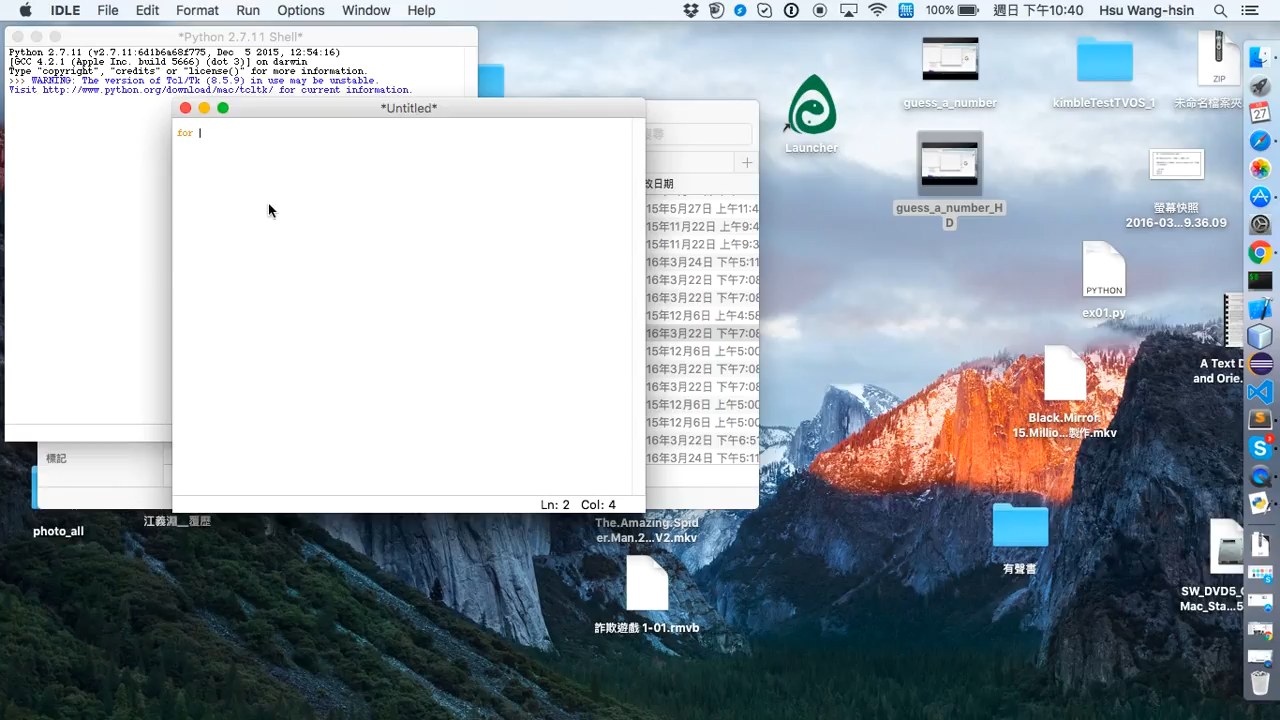 IDLE File Edit Format Run Options Window Help
100% 週日 下午10:40 Hsu Wang-hsin
*Python 2.7.11 Shell*
Python 2.7.11 (v2.7.11:6d1b6a68f775, Dec 5 2015, 12:54:16)
[GCC 4.2.1 (Apple Inc. build 5666) (dot 3)] on darwin
Type "copyright", "credits" or "license()" for more information.
>>> WARNING: The version of Tcl/Tk (8.5.9) in use may be unstable.
Visit http://www.python.org/download/mac/tcltk/ for current information.
*Untitled*
for
Ln: 2 Col: 4
搜尋
改日期
15年5月27日 上午11:4
15年11月22日 上午9:4
15年11月22日 上午9:3
16年3月24日 下午5:11
16年3月22日 下午7:08
16年3月22日 下午7:08
15年12月6日 上午4:58
16年3月22日 下午7:08
15年12月6日 上午5:00
16年3月22日 下午7:08
16年3月22日 下午7:08
15年12月6日 上午5:00
15年12月6日 上午5:00
16年3月22日 下午6:51
16年3月24日 下午5:11
標記
photo_all
江義淵__履歷
The.Amazing.Spid
er.Man.2...V2.mkv
詐欺遊戲 1-01.rmvb
Launcher
guess_a_number
guess_a_number_H
D
kimbleTestTVOS_1
ZIP
未命名檔案夾
螢幕快照
2016-03...9.36.09
PYTHON
ex01.py
A Text D
and Orie.
Black.Mirror.
15.Millio...製作.mkv
有聲書
SW_DVD5_O
Mac_Sta...5
27